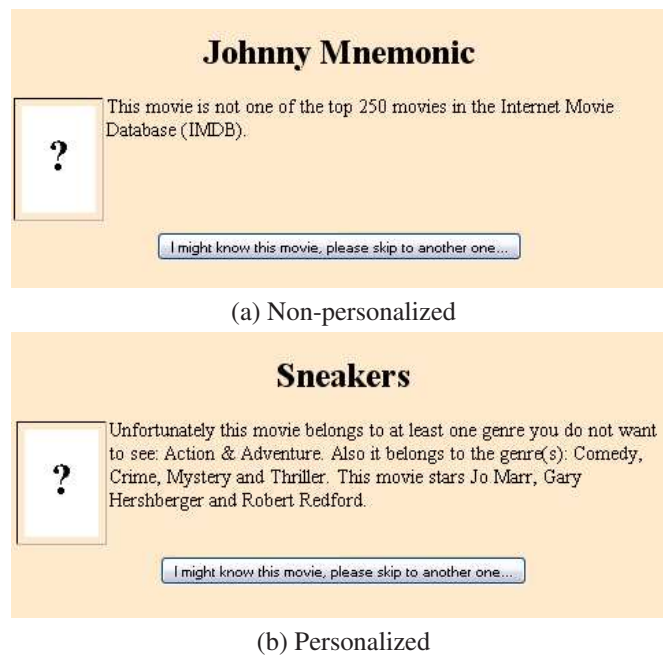 Johnny Mnemonic
This movie is not one of the top 250 movies in the Internet Movie
Database (IMDB).
?
I might know this movie, please skip to another one...
(a) Non-personalized
Sneakers
Unfortunately this movie belongs to at least one genre you do not want
to see: Action & Adventure. Also it belongs to the genre(s): Comedy,
Crime, Mystery and Thriller. This movie stars Jo Marr, Gary
Hershberger and Robert Redford.
?
I might know this movie, please skip to another one...
(b) Personalized